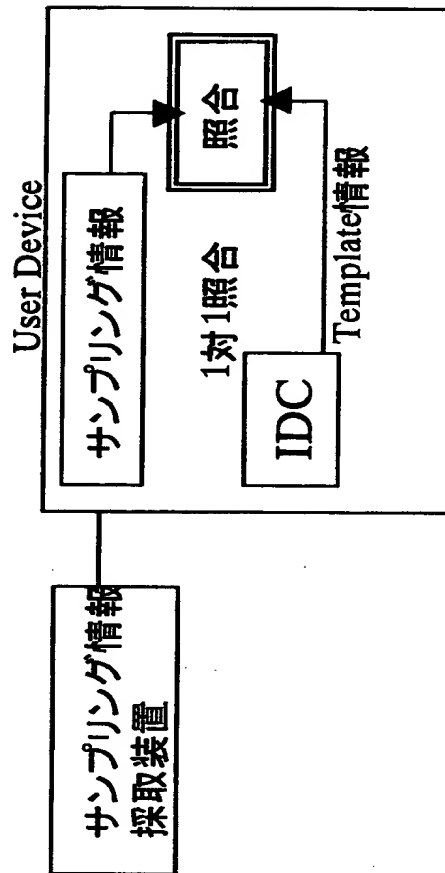 User Device
サンプリング情報
採取装置
サンプリング情報
照合
1対1照合
IDC
Template情報